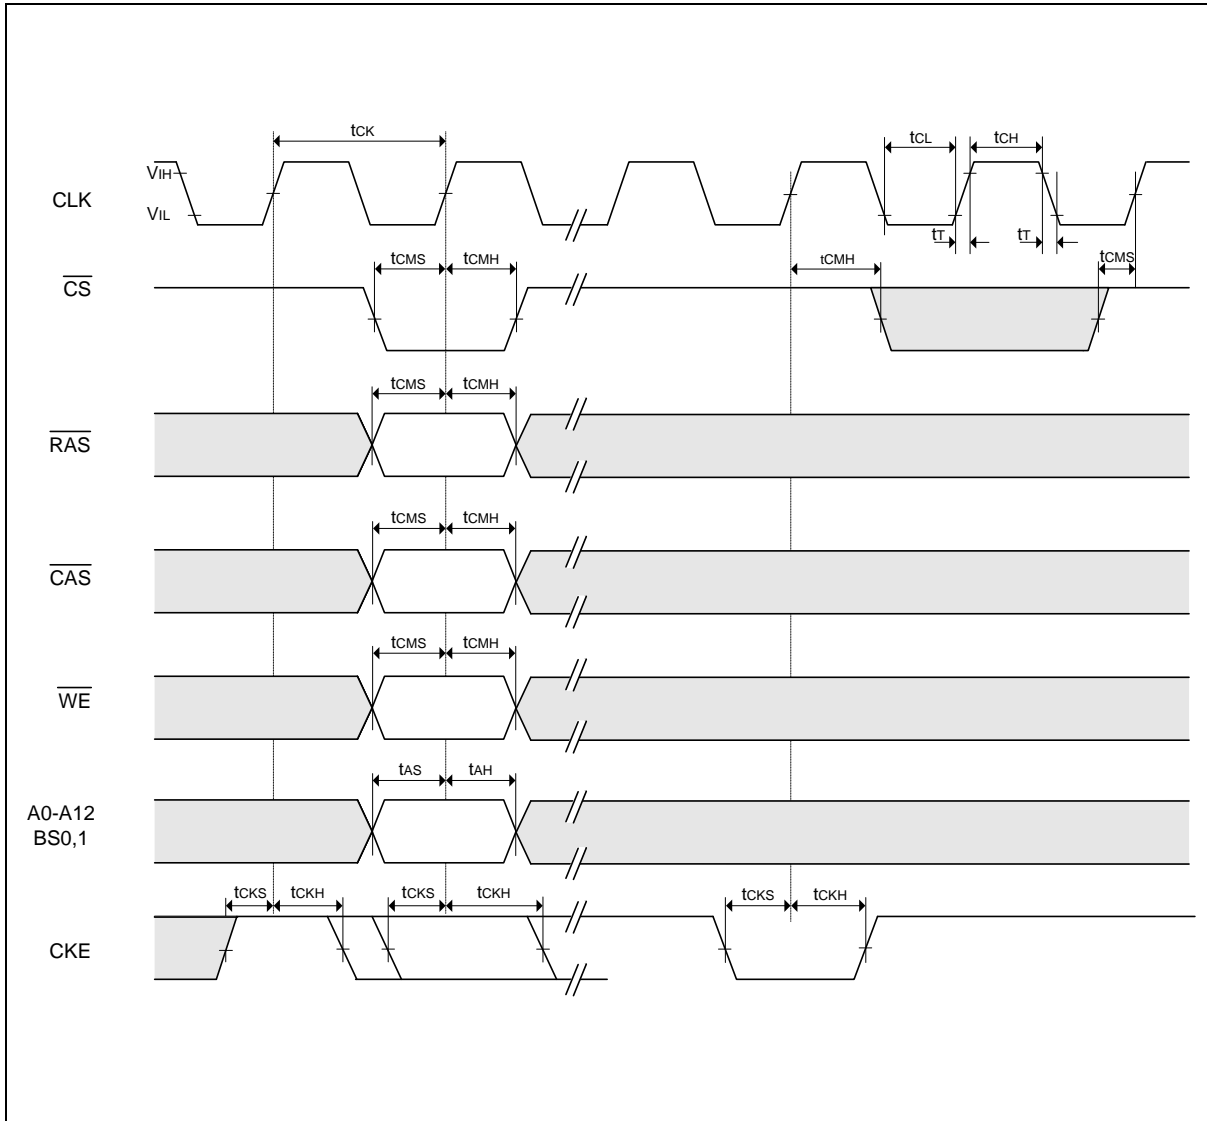 tCK
tCL
tCH
VIH
CLK
VIL
tT
tT
tCMS
tCMH
tCMH
tCMS
CS
tCMS
tCMH
RAS
tCMS
tCMH
CAS
tCMS
tCMH
WE
tAS
tAH
A0-A12
BS0,1
tCKS
tCKH
tCKS
tCKH
tCKS
tCKH
CKE